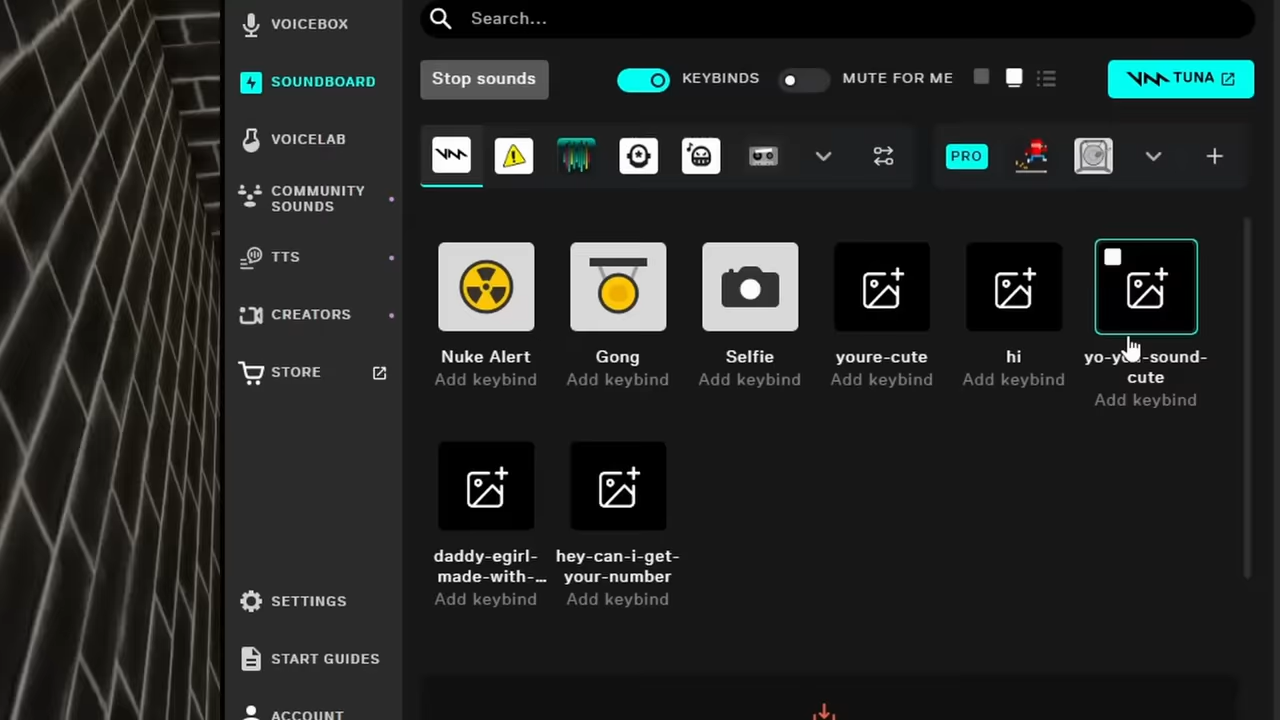 VOICEBOX
SOUNDBOARD
VOICELAB
COMMUNITY
SOUNDS
TTS
CREATORS
STORE
SETTINGS
START GUIDES
ACCOUNT
Search...
Stop sounds
KEYBINDS
MUTE FOR ME
TUNA
PRO
Nuke Alert
Add keybind
Gong
Add keybind
Selfie
Add keybind
youre-cute
Add keybind
hi
Add keybind
yo-you-sound-
cute
Add keybind
daddy-egirl-
made-with-...
Add keybind
hey-can-i-get-
your-number
Add keybind